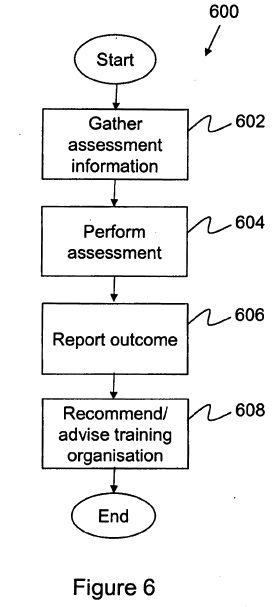 600
Start
Gather
assessment
information
602
Perform
assessment
604
Report outcome
606
Recommend/
advise training
organisation
608
End
Figure 6